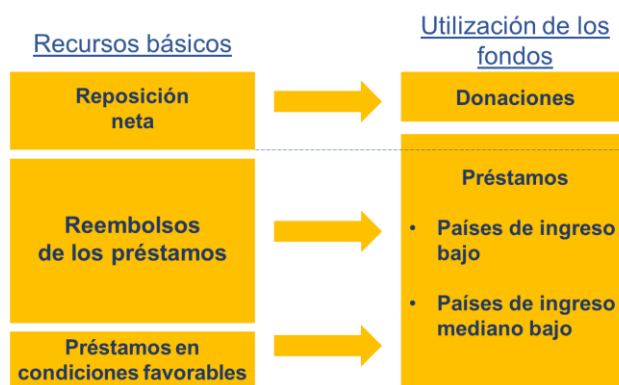 Recursos básicos
Reposición
neta
Reembolsos
de los préstamos
Préstamos en
condiciones favorables
Utilización de los
fondos
Donaciones
Préstamos
• Países de ingreso
bajo
• Países de ingreso
mediano bajo